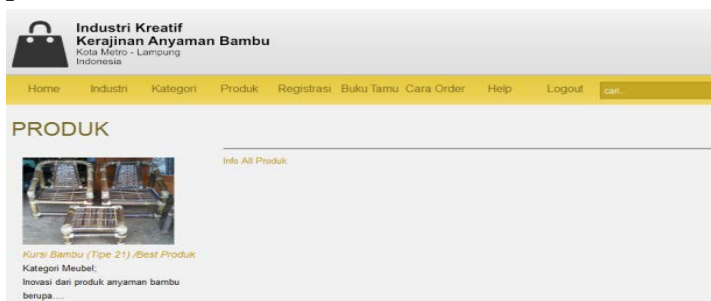 Industri Kreatif
Kerajinan Anyaman Bambu
Kota Metro - Lampung
Indonesia
Home Industri Kategori Produk Registrasi Buku Tamu Cara Order Help Logout cari...
PRODUK
Info All Produk
Kursi Bambu (Tipe 21) /Best Produk
Kategori Meubel;
Inovasi dari produk anyaman bambu
berupa....